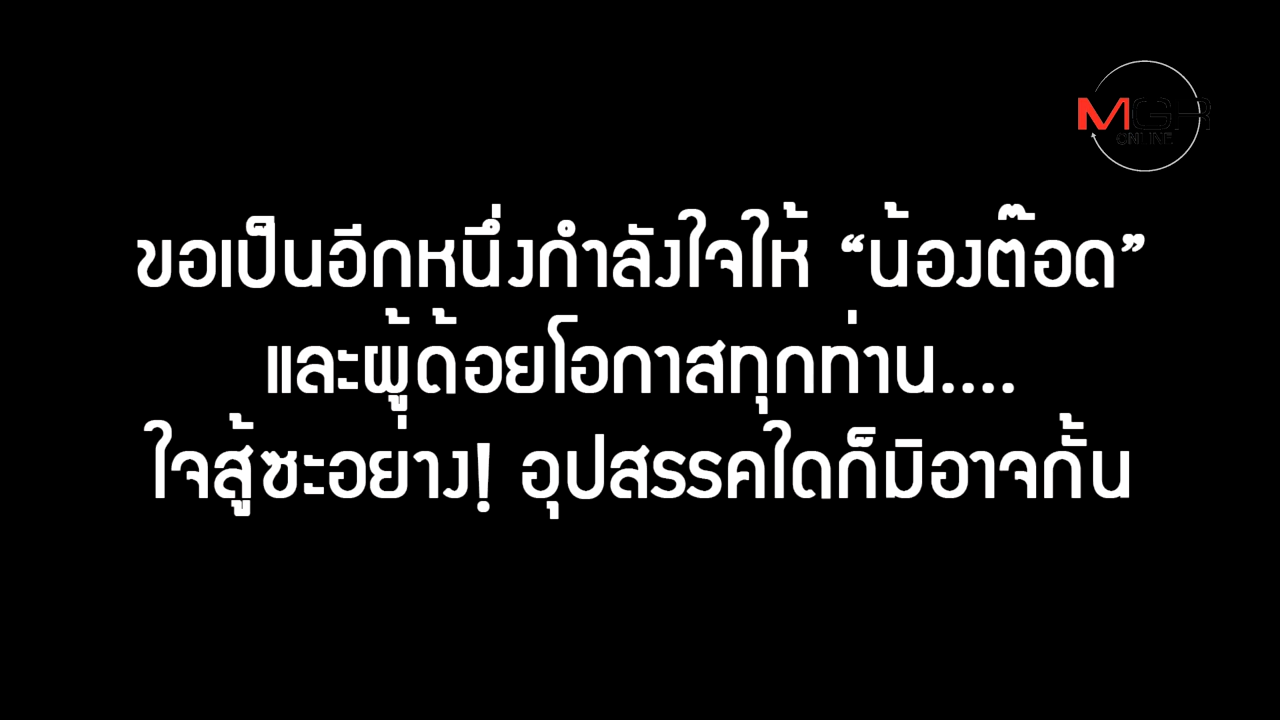 MGR
ONLINE
ขอเป็นอีกหนึ่งกำลังใจให้ “น้องต๊อด”
และผู้ด้อยโอกาสทุกท่าน....
ใจสู้ซะอย่าง! อุปสรรคใดก็มิอาจกั้น